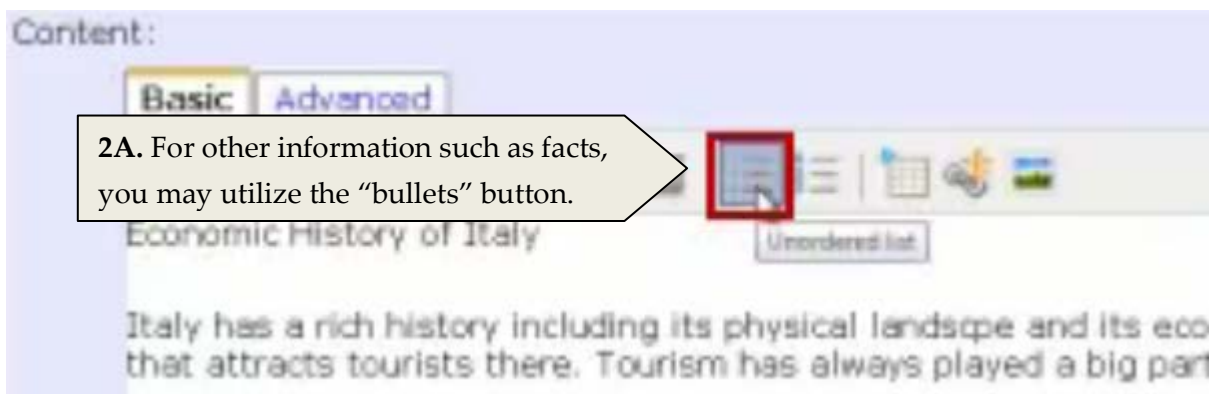 Content:
Basic Advanced
2A. For other information such as facts,
you may utilize the “bullets” button.
Economic History of Italy
Unordered list
Italy has a rich history including its physical landscpe and its eco
that attracts tourists there. Tourism has always played a big part